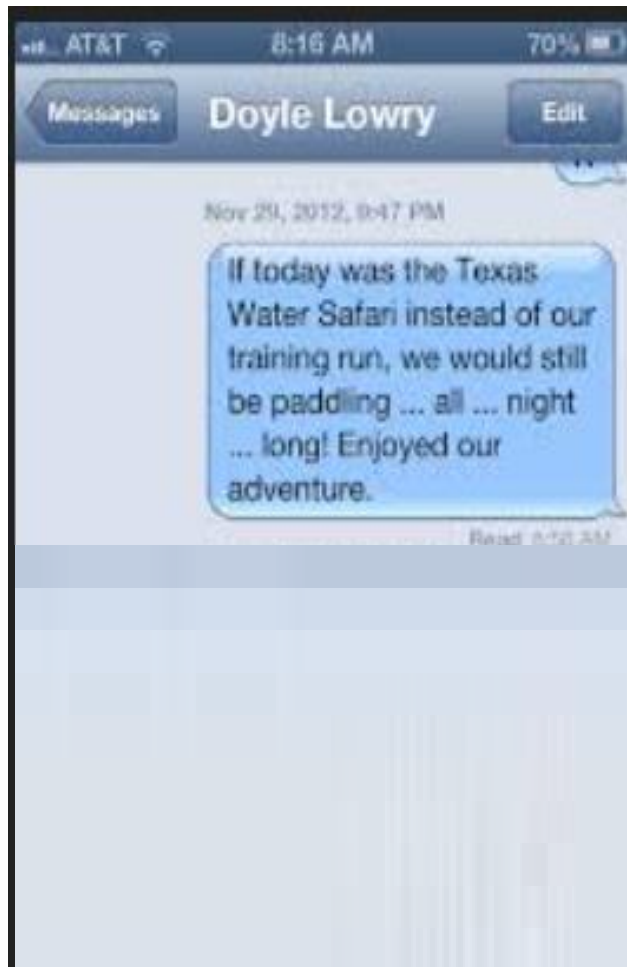 AT&T 8:16 AM 70%
Messages Doyle Lowry Edit
Nov 29, 2012, 9:47 PM
If today was the Texas
Water Safari instead of our
training run, we would still
be paddling ... all ... night
... long! Enjoyed our
adventure.
Read AM